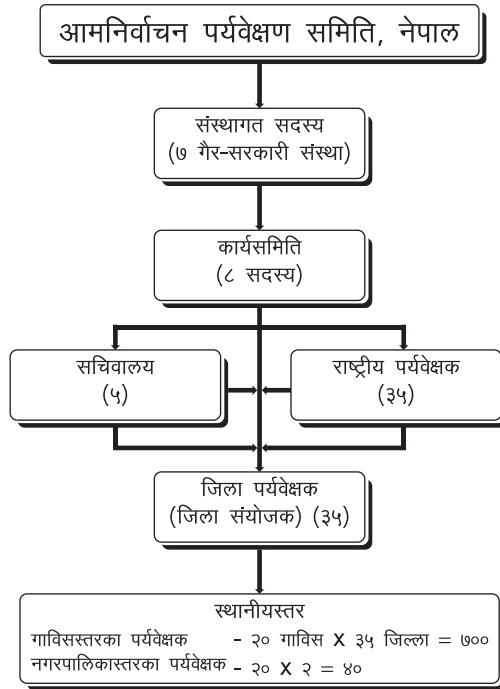 आमनिर्वाचन पर्यवेक्षण समिति, नेपाल
संस्थागत सदस्य
(७ गैर-सरकारी संस्था)
कार्यसमिति
(८ सदस्य)
सचिवालय
(५)
राष्ट्रीय पर्यवेक्षक
(३५)
जिला पर्यवेक्षक
(जिला संयोजक) (३५)
स्थानीयस्तर
गाविसस्तरका पर्यवेक्षक - २० गाविस X ३५ जिल्ला = ७००
नगरपालिकास्तरका पर्यवेक्षक - २० X २ = ४०